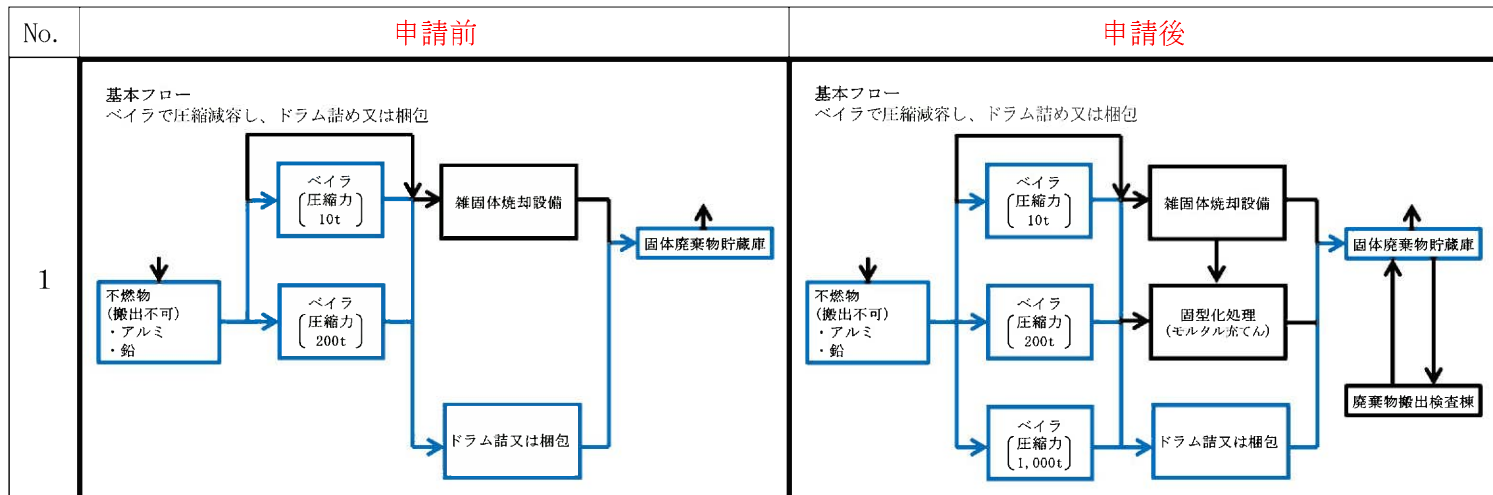 No.
申請前
申請後
1
基本フロー
ベイラで圧縮減容し、ドラム詰め又は梱包
ベイラ
圧縮力
10t
雑固体焼却設備
固体廃棄物貯蔵庫
不燃物
(搬出不可)
・アルミ
・鉛
ベイラ
圧縮力
200t
ドラム詰又は梱包
基本フロー
ベイラで圧縮減容し、ドラム詰め又は梱包
ベイラ
圧縮力
10t
雑固体焼却設備
固体廃棄物貯蔵庫
不燃物
(搬出不可)
・アルミ
・鉛
ベイラ
圧縮力
200t
固型化処理
(モルタル充てん)
廃棄物搬出検査棟
ベイラ
圧縮力
1,000t
ドラム詰又は梱包